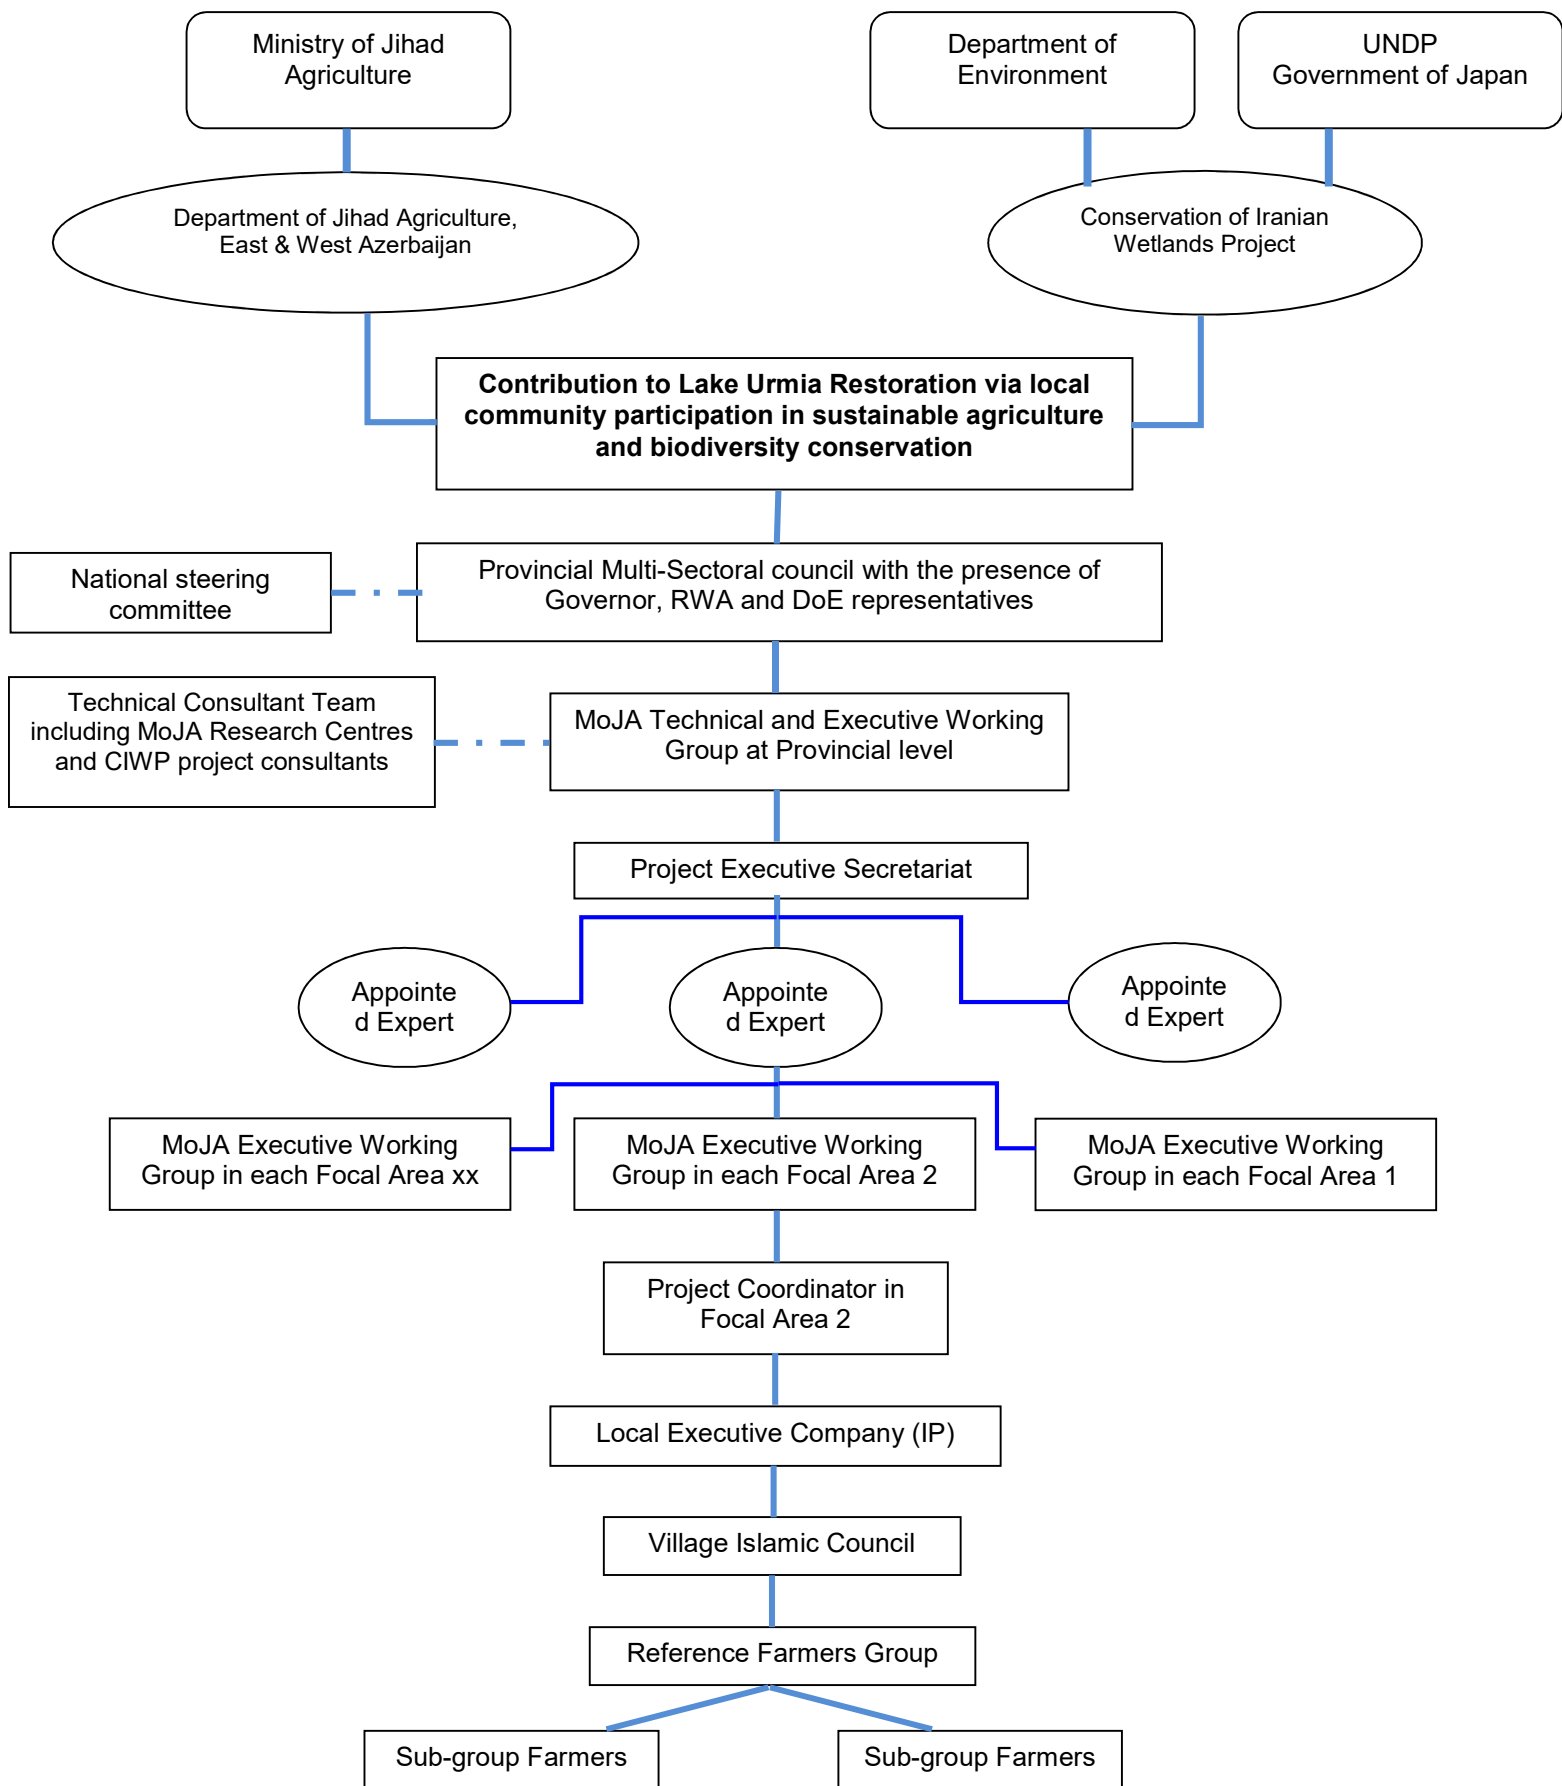 Ministry of Jihad
Agriculture
Department of
Environment
UNDP
Government of Japan
Department of Jihad Agriculture,
East & West Azerbaijan
Conservation of Iranian
Wetlands Project
Contribution to Lake Urmia Restoration via local
community participation in sustainable agriculture
and biodiversity conservation
National steering
committee
Provincial Multi-Sectoral council with the presence of
Governor, RWA and DoE representatives
Technical Consultant Team
including MoJA Research Centres
and CIWP project consultants
MoJA Technical and Executive Working
Group at Provincial level
Project Executive Secretariat
Appointe
d Expert
Appointe
d Expert
Appointe
d Expert
MoJA Executive Working
Group in each Focal Area xx
MoJA Executive Working
Group in each Focal Area 2
MoJA Executive Working
Group in each Focal Area 1
Project Coordinator in
Focal Area 2
Local Executive Company (IP)
Village Islamic Council
Reference Farmers Group
Sub-group Farmers
Sub-group Farmers